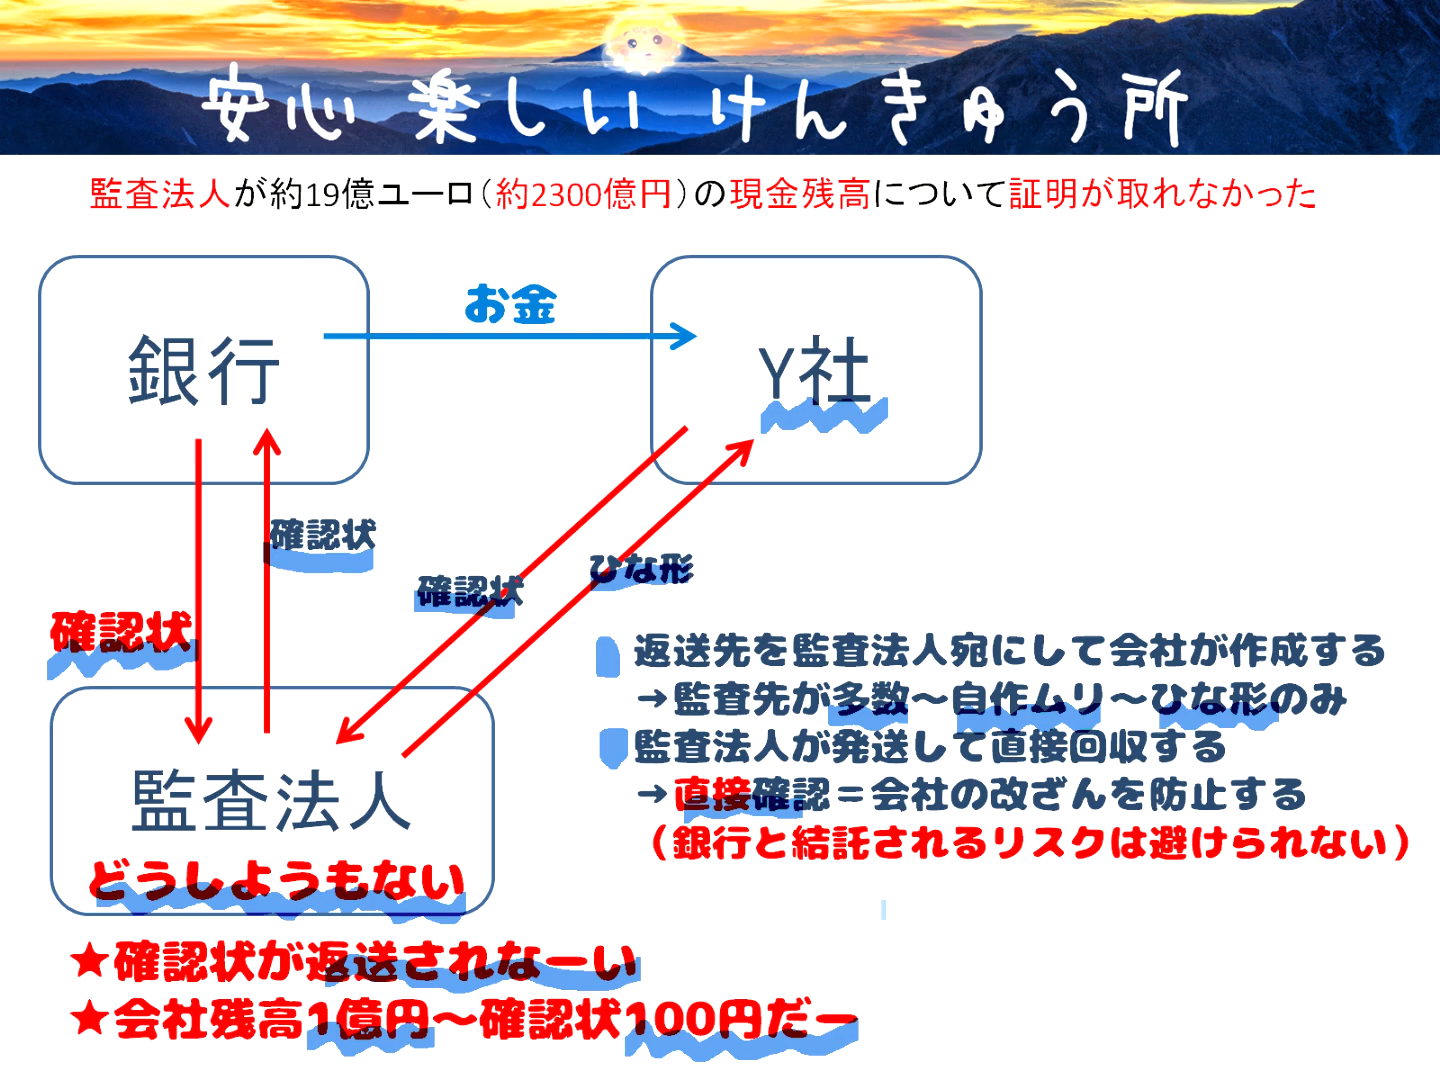 安心 楽しい けんきゅう所
監査法人が約19億ユーロ（約2300億円）の現金残高について証明が取れなかった
お金
銀行
Y社
確認状
ひな形
確認状
確認状
返送先を監査法人宛にして会社が作成する
→監査先が多数～自作ムリ～ひな形のみ
監査法人が発送して直接回収する
→直接確認＝会社の改ざんを防止する
（銀行と結託されるリスクは避けられない）
監査法人
どうしようもない
★確認状が返送されなーい
★会社残高1億円～確認状100円だー